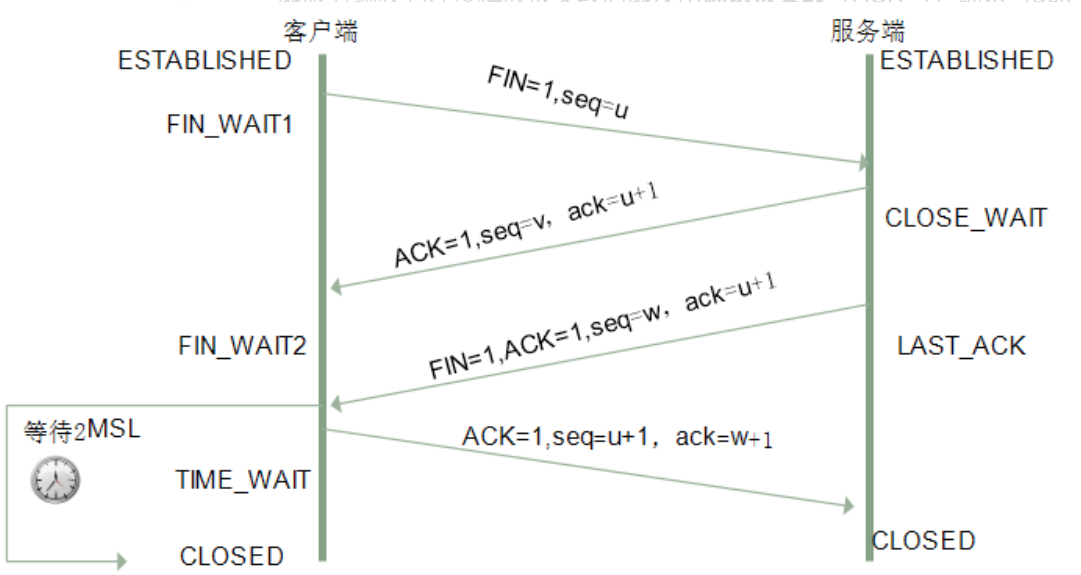 客户端
服务端
ESTABLISHED
ESTABLISHED
FIN=1,seq=u
FIN_WAIT1
ACK=1,seq=v，ack=u+1
CLOSE_WAIT
FIN=1,ACK=1,seq=w，ack=u+1
FIN_WAIT2
LAST_ACK
等待2MSL
ACK=1,seq=u+1，ack=w+1
TIME_WAIT
CLOSED
CLOSED